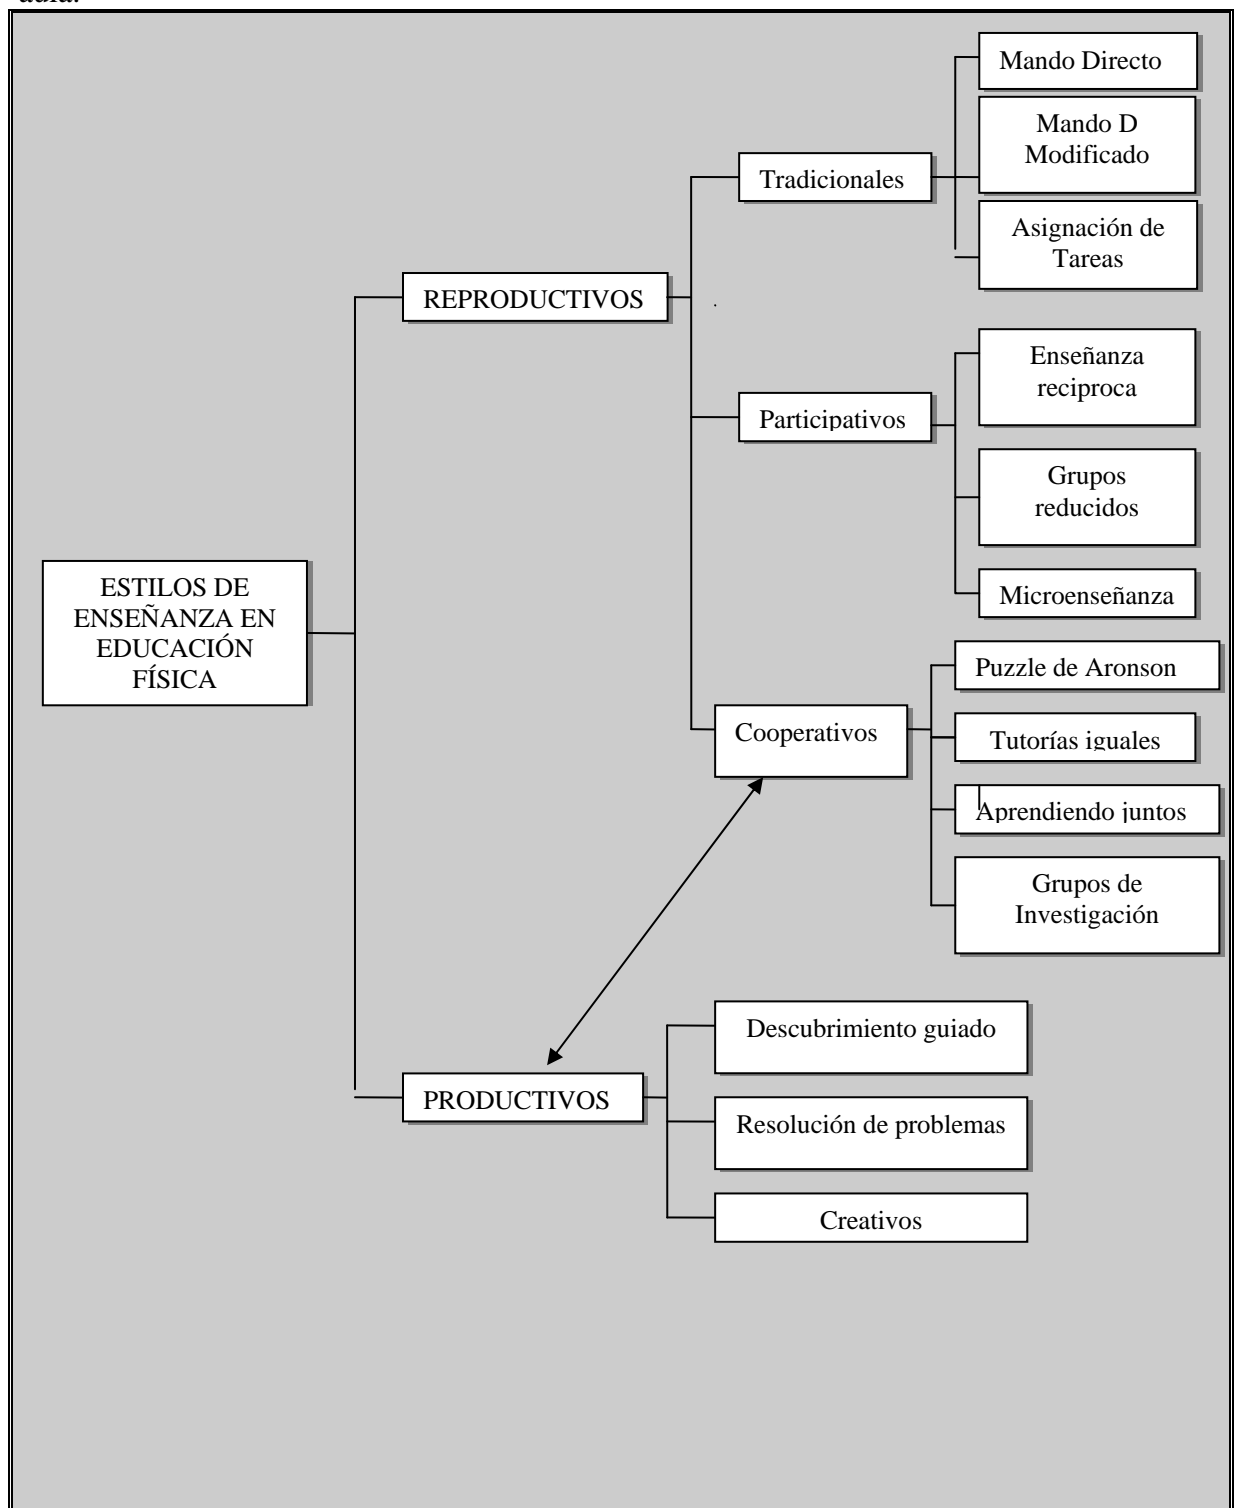 aula.
Mando Directo
Mando D
Modificado
Tradicionales
Asignación de
Tareas
REPRODUCTIVOS
Enseñanza
reciproca
Participativos
Grupos
reducidos
Microenseñanza
ESTILOS DE
ENSEÑANZA EN
EDUCACIÓN
FÍSICA
Puzzle de Aronson
Cooperativos
Tutorías iguales
Aprendiendo juntos
Grupos de
Investigación
Descubrimiento guiado
PRODUCTIVOS
Resolución de problemas
Creativos